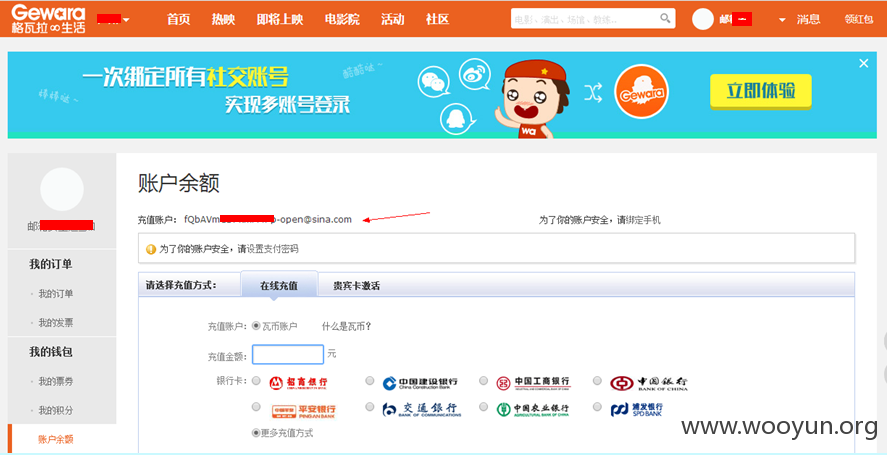 Gewara
格瓦拉∞生活
首页 热映 即将上映 电影院 活动 社区
电影、演出、场馆、教练...
邮 消息 领红包
一次绑定所有社交账号
实现多账号登录
立即体验
Gewara
wa
账户余额
充值账户: fQbAVm
p-open@sina.com
为了你的账户安全,请绑定手机
为了你的账户安全,请设置支付密码
我的订单
· 我的订单
· 我的发票
我的钱包
· 我的票券
· 我的积分
账户余额
请选择充值方式: 在线充值 贵宾卡激活
充值账户: 瓦币账户 什么是瓦币?
充值金额: 元
银行卡: 招商银行 中国建设银行 China Construction Bank 中国工商银行 中国银行 BANK OF CHINA
平安银行 PING AN BANK 交通银行 BANK OF COMMUNICATIONS 中国农业银行 AGRICULTURAL BANK OF CHINA 浦发银行 SPD BANK
更多充值方式
www.wooyun.org